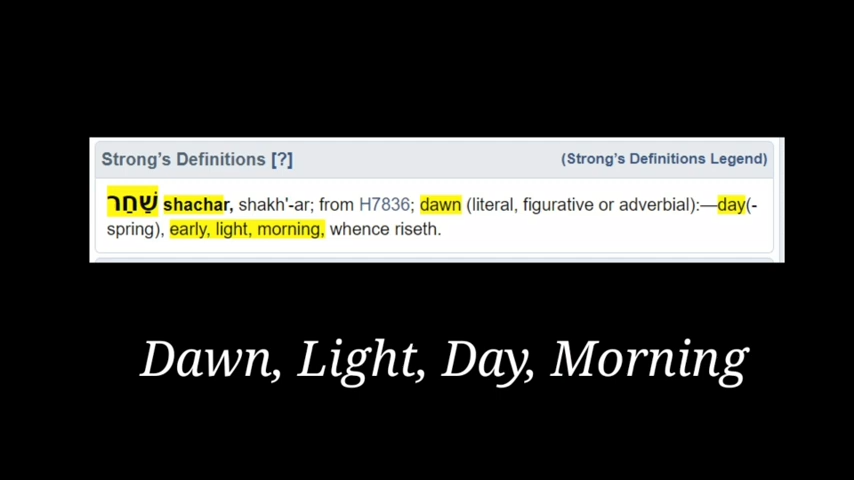 Strong's Definitions [?]
(Strong's Definitions Legend)
שַׁחַר shachar, shakh'-ar; from H7836; dawn (literal, figurative or adverbial):—day(-
spring), early, light, morning, whence riseth.
Dawn, Light, Day, Morning